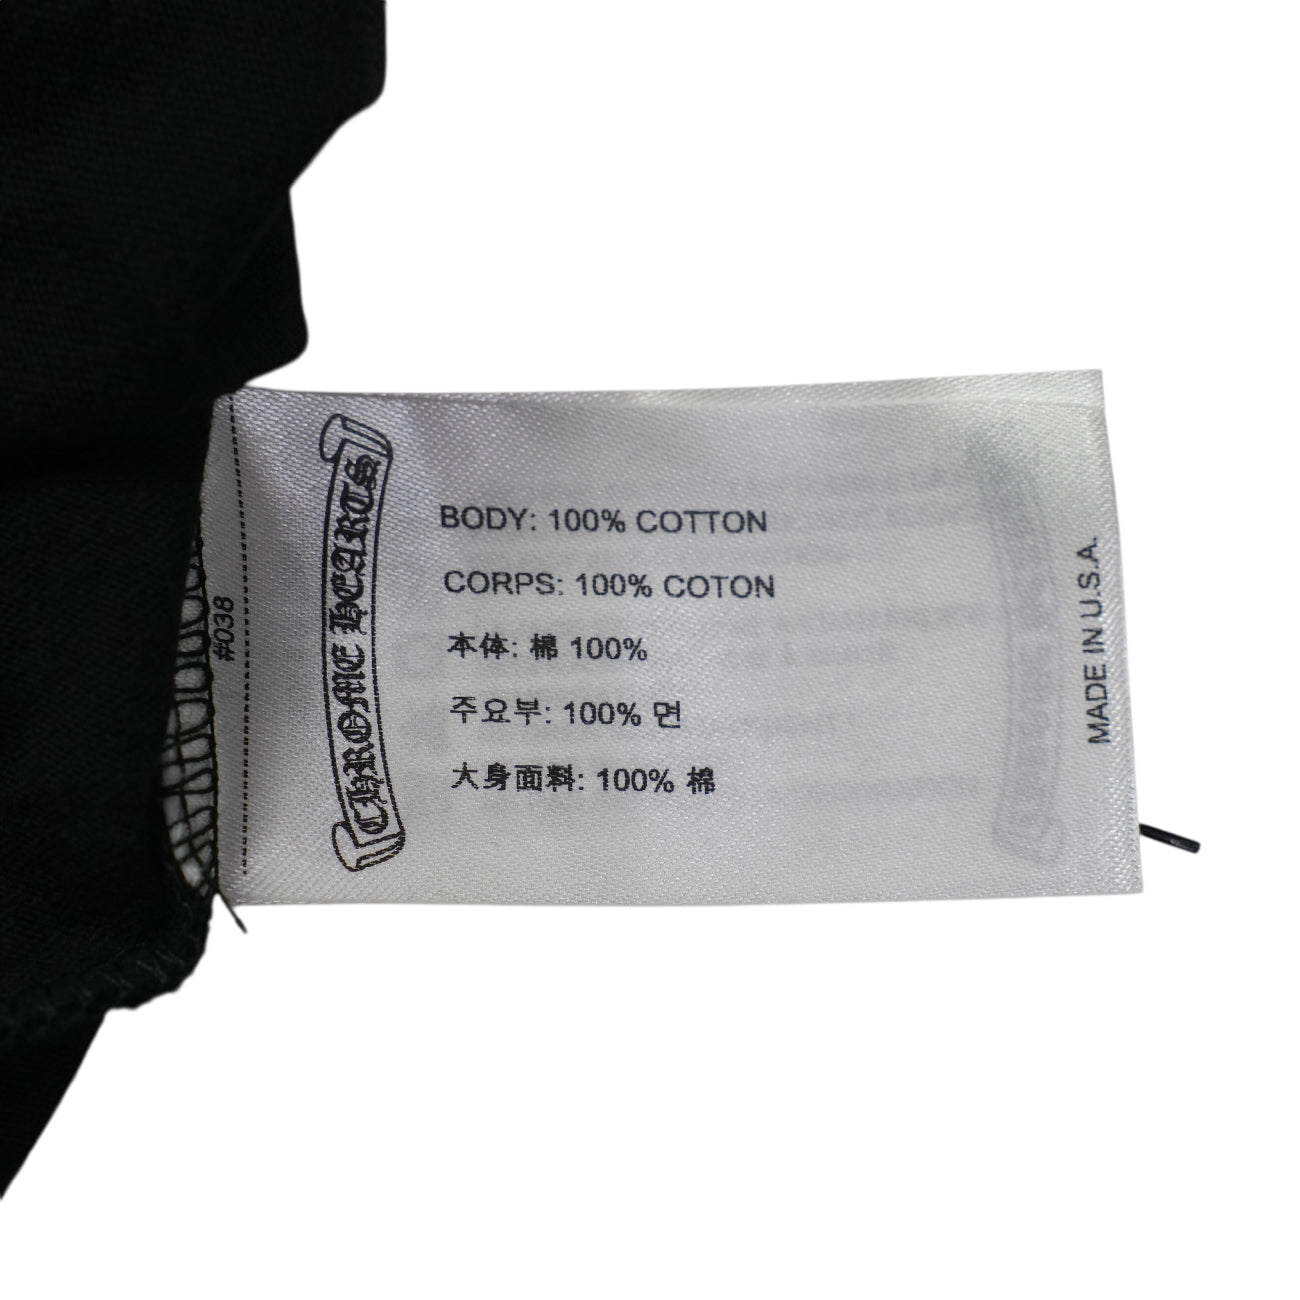 #038
CHROME HEARTS
BODY: 100% COTTON
CORPS: 100% COTON
本体: 棉 100%
주요부: 100% 면
大身面料: 100% 棉
MADE IN U.S.A.